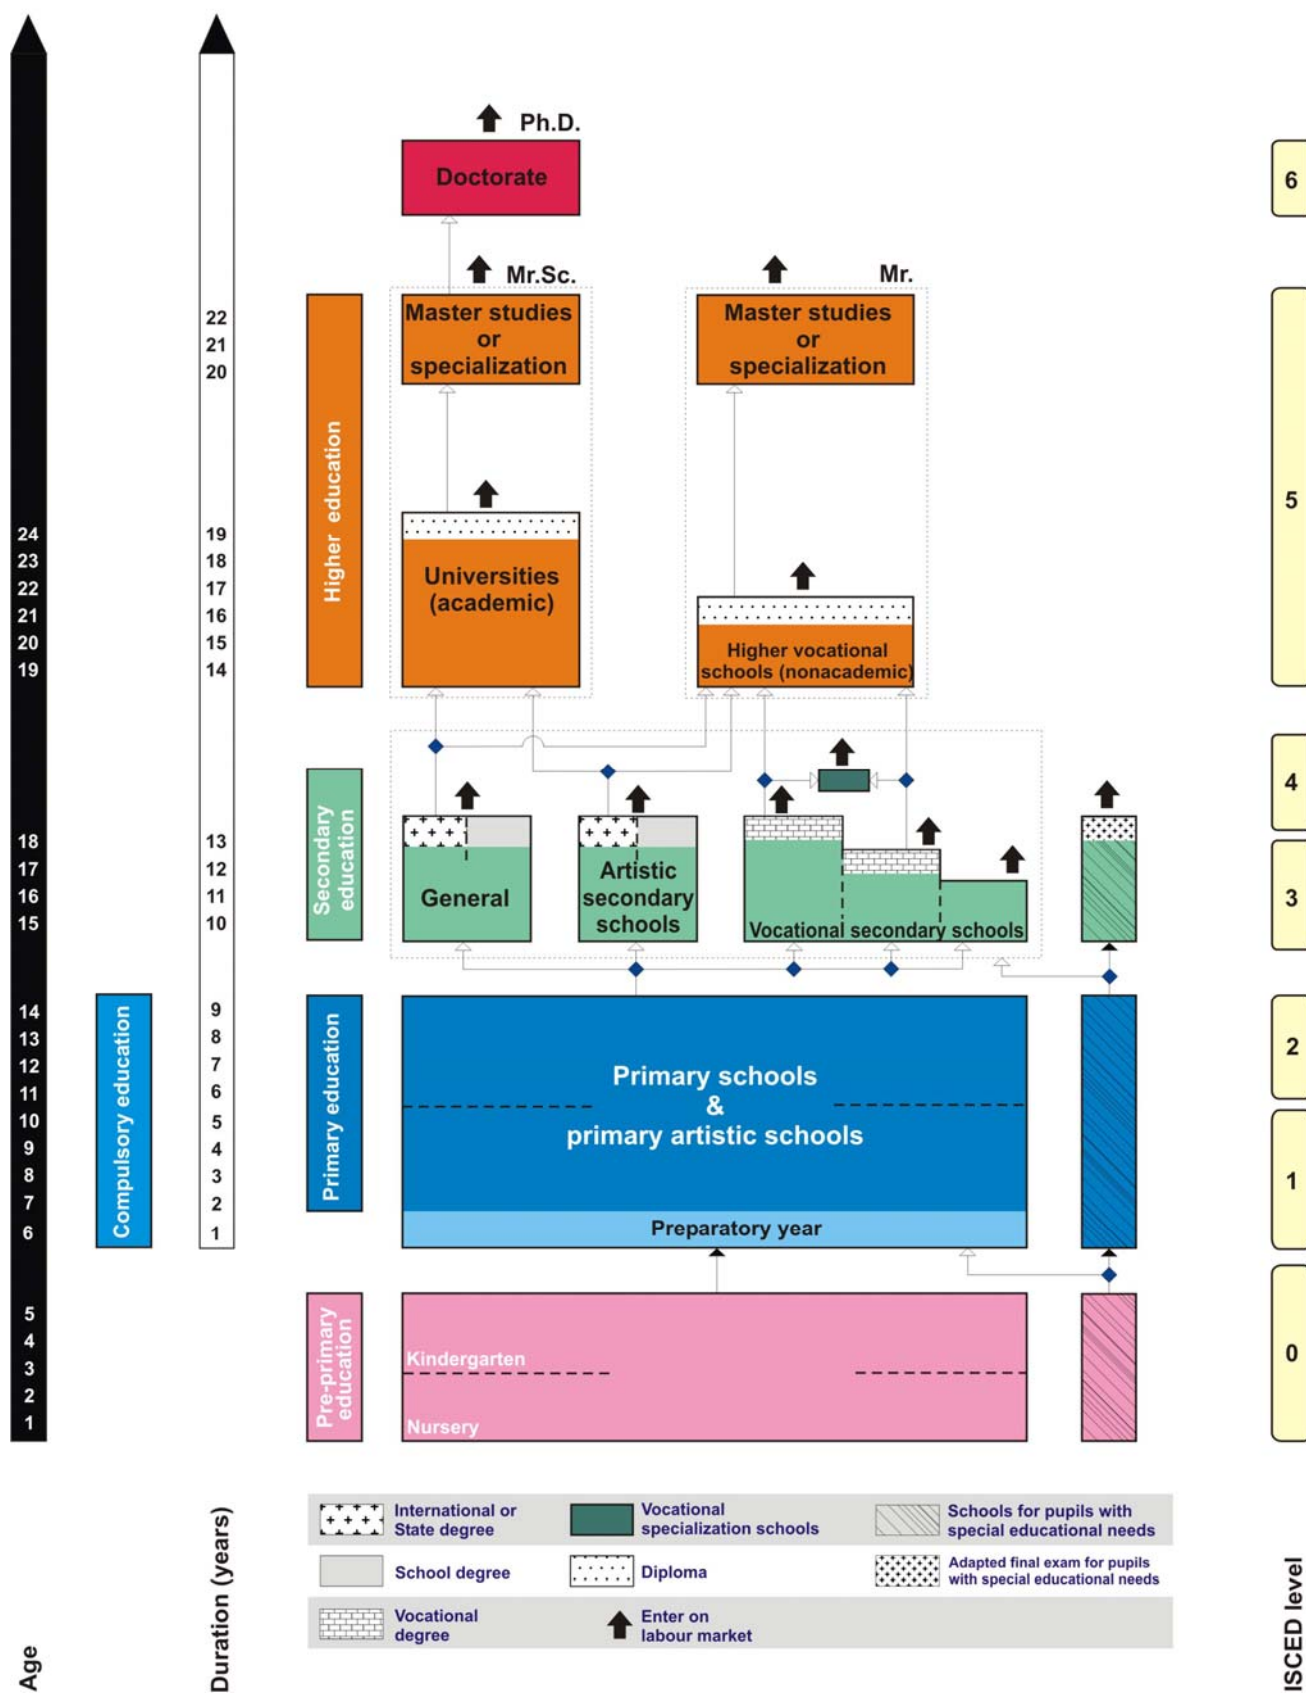 Ph.D.
Doctorate
6
Mr.Sc.
Mr.
Master studies
or
specialization
Master studies
or
specialization
22
21
20
Higher education
5
24
23
22
21
20
19
19
18
17
16
15
14
Universities
(academic)
Higher vocational
schools (nonacademic)
4
Secondary
education
18
17
16
15
13
12
11
10
General
Artistic
secondary
schools
Vocational secondary schools
3
14
13
12
11
10
9
8
7
6
Compulsory education
9
8
7
6
5
4
3
2
1
Primary education
Primary schools
&
primary artistic schools
Preparatory year
2
1
5
4
3
2
1
Pre-primary
education
Kindergarten
Nursery
0
International or
State degree
Vocational
specialization schools
Schools for pupils with
special educational needs
School degree
Diploma
Adapted final exam for pupils
with special educational needs
Vocational
degree
Enter on
labour market
Age
Duration (years)
ISCED level